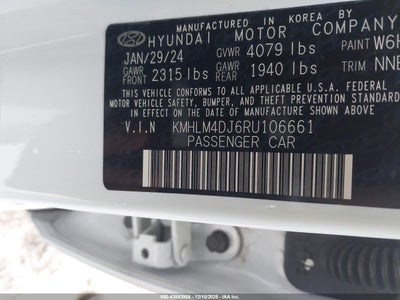 MANUFACTURED IN KOREA BY
HYUNDAI MOTOR COMPANY
JAN/29/24 GVWR 4079 lbs PAINT W6H
GAWR FRONT 2315 lbs GAWR REAR 1940 lbs TRIM NNB
THIS VEHICLE CONFORMS TO ALL APPLICABLE U.S.A. FEDERAL
MOTOR VEHICLE SAFETY, BUMPER, AND THEFT PREVENTION
STANDARDS IN EFFECT ON THE DATE OF MANUFACTURE SHOWN ABOVE.
V.I.N KMHLM4DJ6RU106661
PASSENGER CAR